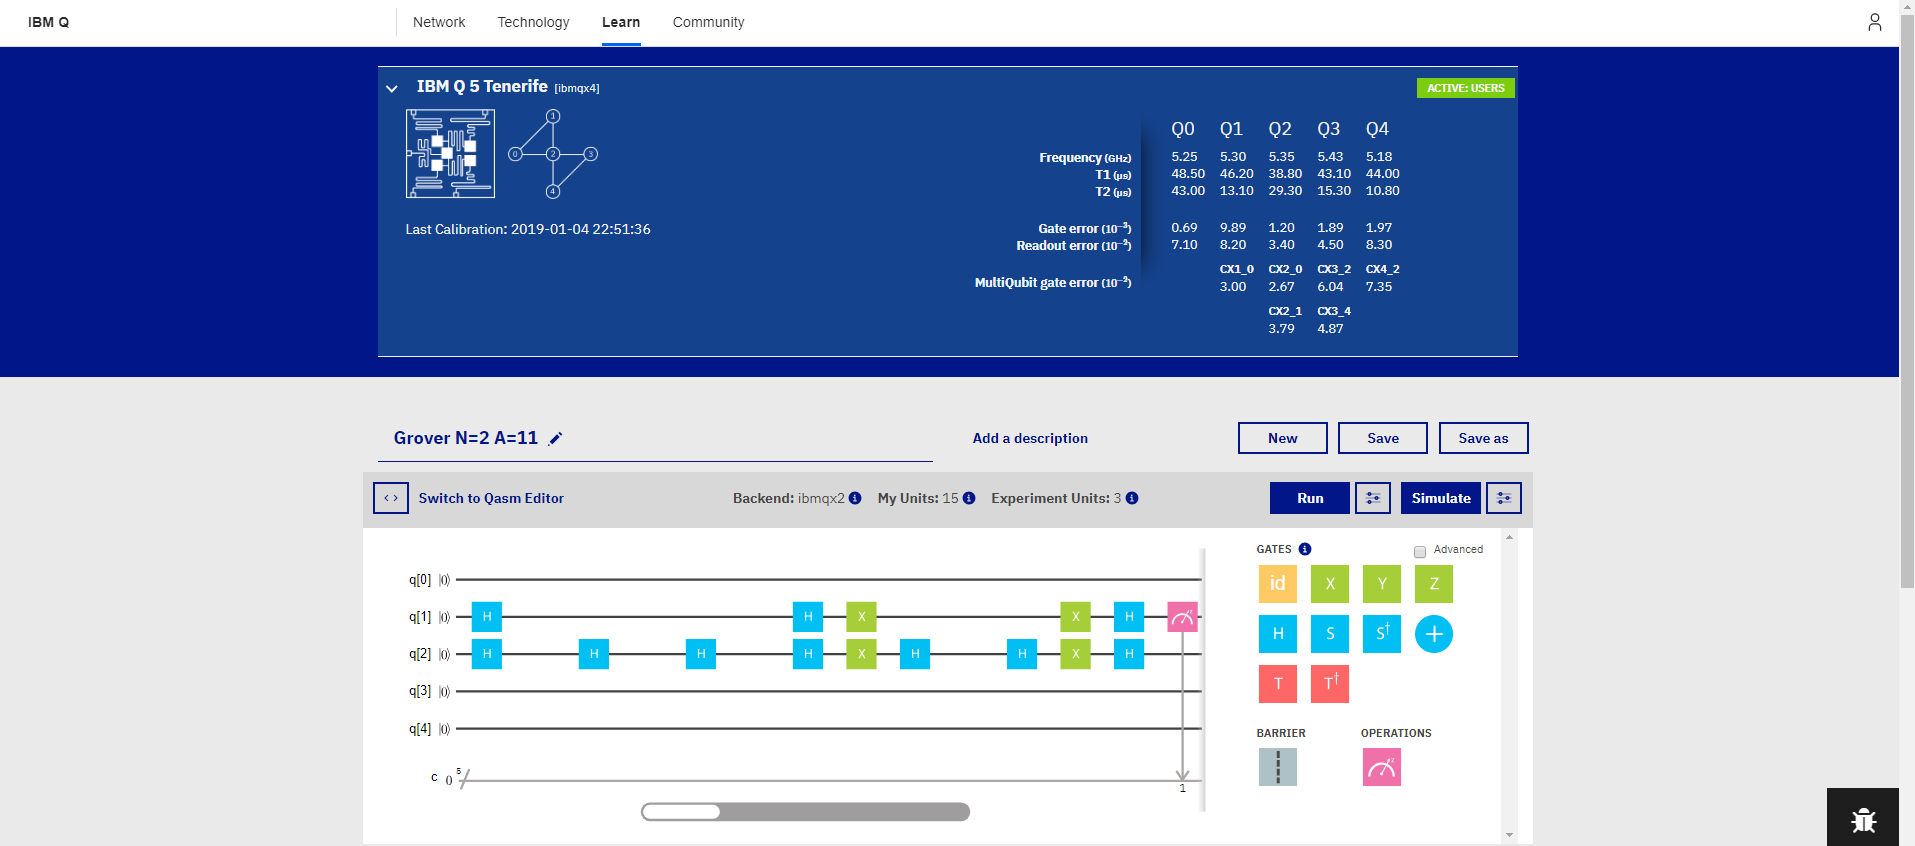 IBM Q
Network Technology Learn Community
IBM Q 5 Tenerife [ibmqx4]
ACTIVE: USERS
0 1 2 3 4
Last Calibration: 2019-01-04 22:51:36
Q0 Q1 Q2 Q3 Q4
Frequency (GHz) 5.25 5.30 5.35 5.43 5.18
T1 (μs) 48.50 46.20 38.80 43.10 44.00
T2 (μs) 43.00 13.10 29.30 15.30 10.80
Gate error (10⁻³) 0.69 9.89 1.20 1.89 1.97
Readout error (10⁻²) 7.10 8.20 3.40 4.50 8.30
CX1_0 CX2_0 CX3_2 CX4_2
MultiQubit gate error (10⁻²) 3.00 2.67 6.04 7.35
CX2_1 CX3_4
3.79 4.87
Grover N=2 A=11
Add a description
New Save Save as
<> Switch to Qasm Editor
Backend: ibmqx2 My Units: 15 Experiment Units: 3
Run Simulate
q[0] |0⟩
q[1] |0⟩ H H X X H
q[2] |0⟩ H H H H X H H X H
q[3] |0⟩
q[4] |0⟩
c 0 5
1
GATES Advanced
id X Y Z
H S S† +
T T†
BARRIER OPERATIONS